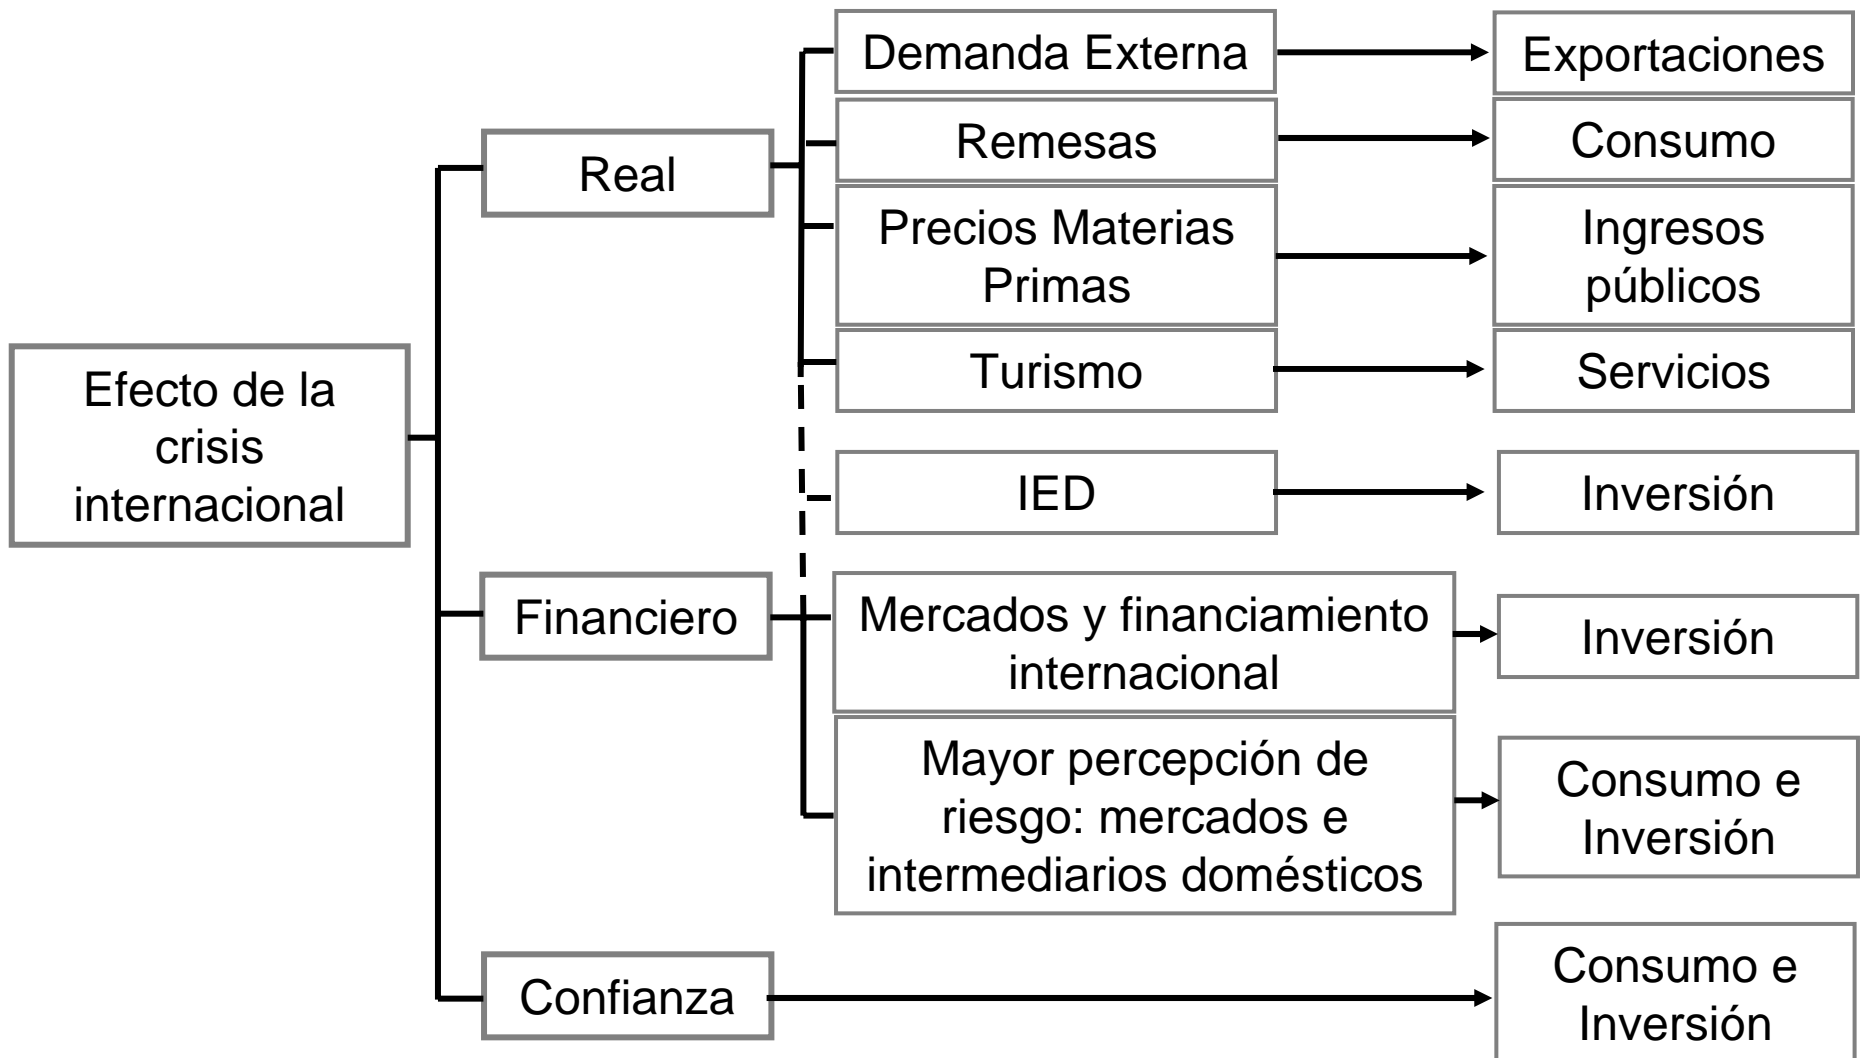 Demanda Externa
Exportaciones
Remesas
Consumo
Real
Precios Materias
Primas
Ingresos
públicos
Turismo
Servicios
Efecto de la
crisis
internacional
IED
Inversión
Financiero
Mercados y financiamiento
internacional
Inversión
Mayor percepción de
riesgo: mercados e
intermediarios domésticos
Consumo e
Inversión
Confianza
Consumo e
Inversión